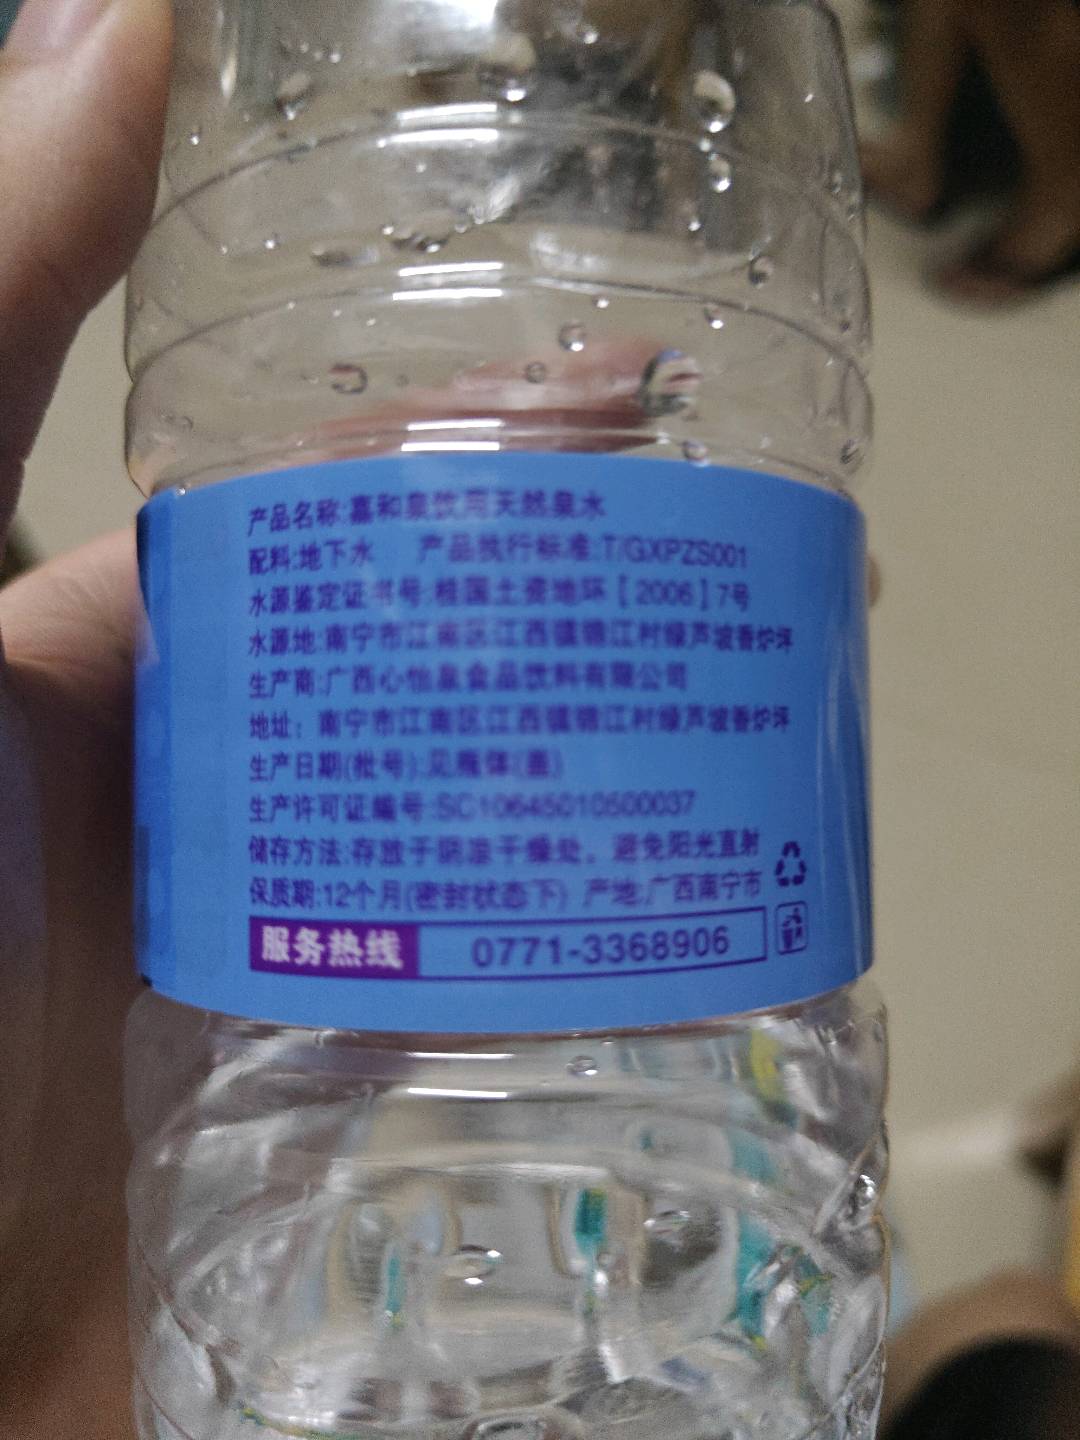 产品名称:嘉和泉饮用天然泉水
配料:地下水 产品执行标准:T/GXPZS001
水源鉴定证书号:桂国土资地环[2006]7号
水源地:南宁市江南区江西镇锦江村绿芦坡香炉坪
生产商:广西心怡泉食品饮料有限公司
地址: 南宁市江南区江西镇锦江村绿芦坡香炉坪
生产日期(批号):见瓶体(盖)
生产许可证编号:SC10645010500037
储存方法:存放于阴凉干燥处,避免阳光直射
保质期:12个月(密封状态下) 产地:广西南宁市
服务热线 0771-3368906